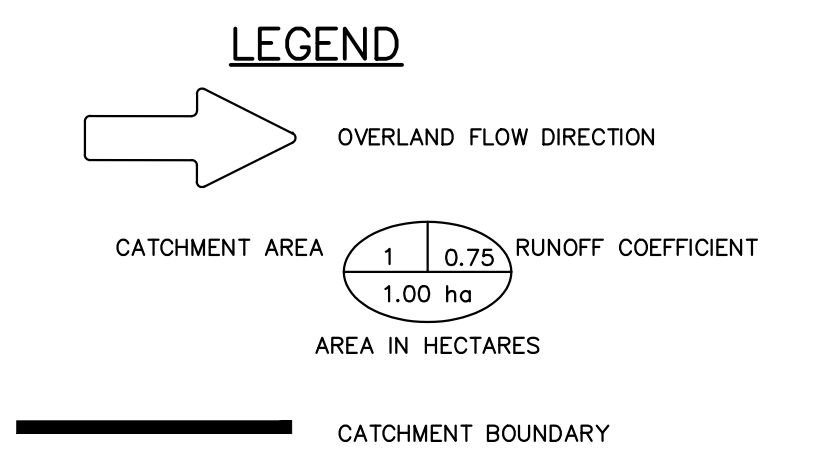 LEGEND
OVERLAND FLOW DIRECTION
CATCHMENT AREA
1
0.75
RUNOFF COEFFICIENT
1.00 ha
AREA IN HECTARES
CATCHMENT BOUNDARY